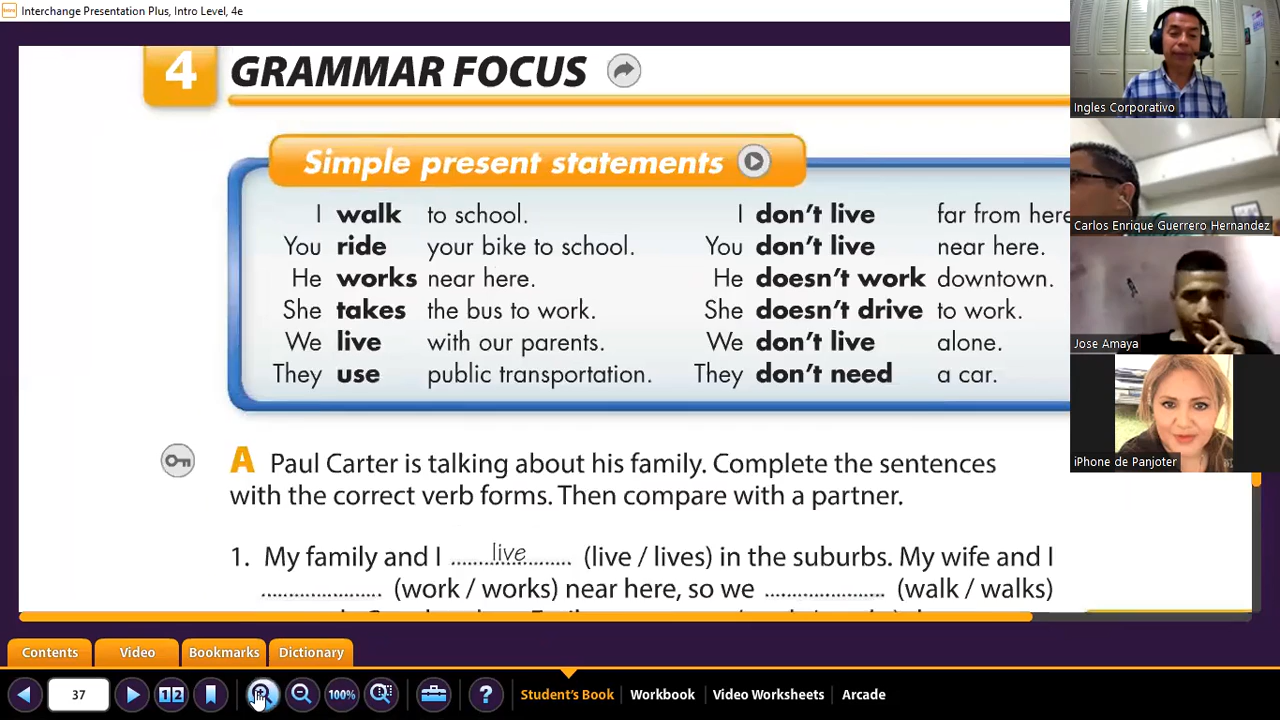 Interchange Presentation Plus, Intro Level, 4e
4 GRAMMAR FOCUS
Simple present statements
I walk to school. I don't live far from here
You ride your bike to school. You don't live near here.
He works near here. He doesn't work downtown.
She takes the bus to work. She doesn't drive to work.
We live with our parents. We don't live alone.
They use public transportation. They don't need a car.
A Paul Carter is talking about his family. Complete the sentences
with the correct verb forms. Then compare with a partner.
1. My family and I live (live / lives) in the suburbs. My wife and I
(work / works) near here, so we (walk / walks)
Ingles Corporativo
Carlos Enrique Guerrero Hernandez
Jose Amaya
iPhone de Panjoter
Contents Video Bookmarks Dictionary
37 1 2 100% ? Student's Book Workbook Video Worksheets Arcade